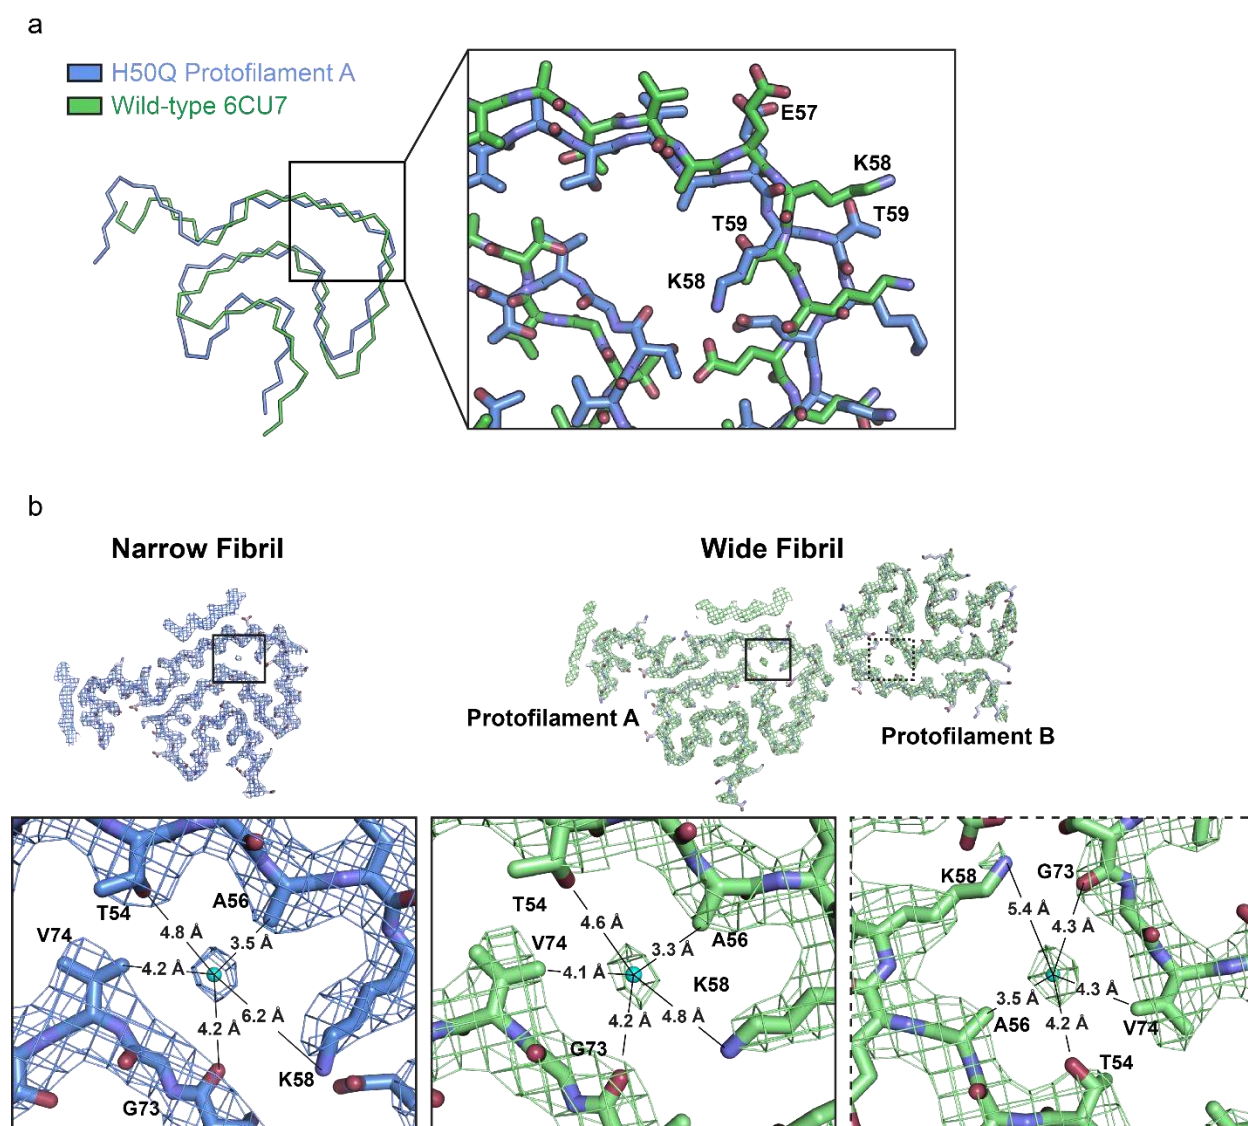 a
H50Q Protofilament A
Wild-type 6CU7
E57
K58
T59
T59
K58
b
Narrow Fibril
Wide Fibril
Protofilament A
Protofilament B
T54
A56
V74
4.8 Å
3.5 Å
4.2 Å
6.2 Å
4.2 Å
K58
G73
T54
4.6 Å
V74
3.3 Å
A56
4.1 Å
K58
4.2 Å
4.8 Å
G73
K58
G73
5.4 Å
4.3 Å
3.5 Å
4.3 Å
A56
4.2 Å
V74
T54